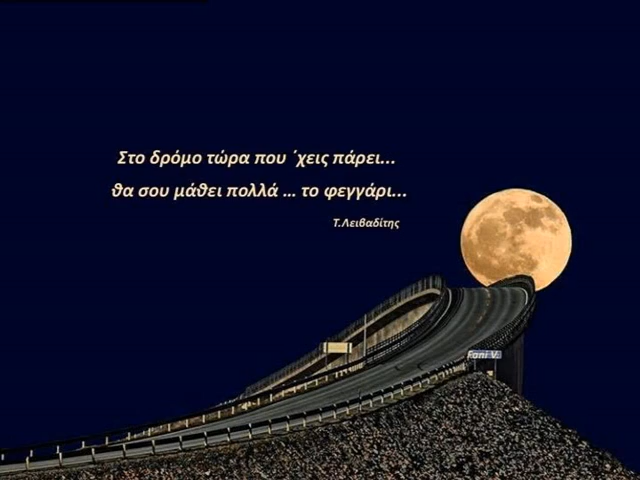 Στο δρόμο τώρα που ΄χεις πάρει...
θα σου μάθει πολλά ... το φεγγάρι...
Τ.Λειβαδίτης
Fani V.